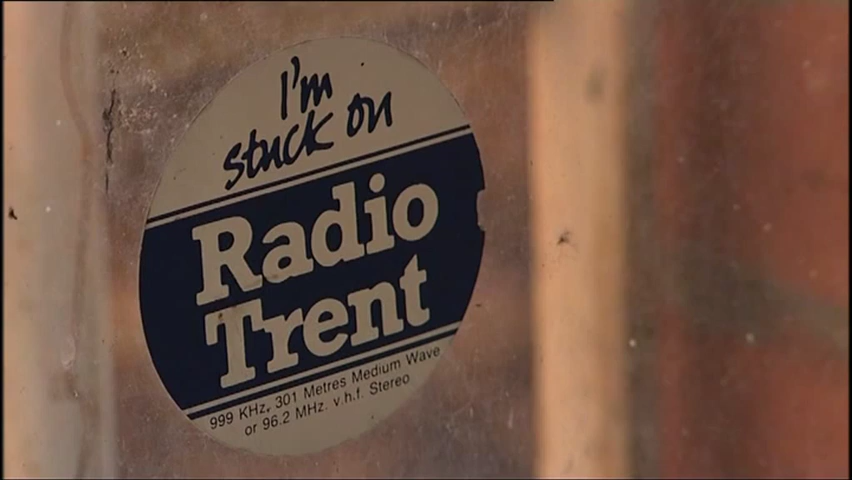 I'm
stuck on
Radio
Trent
999 KHz, 301 Metres Medium Wave
or 96.2 MHz. v.h.f. Stereo